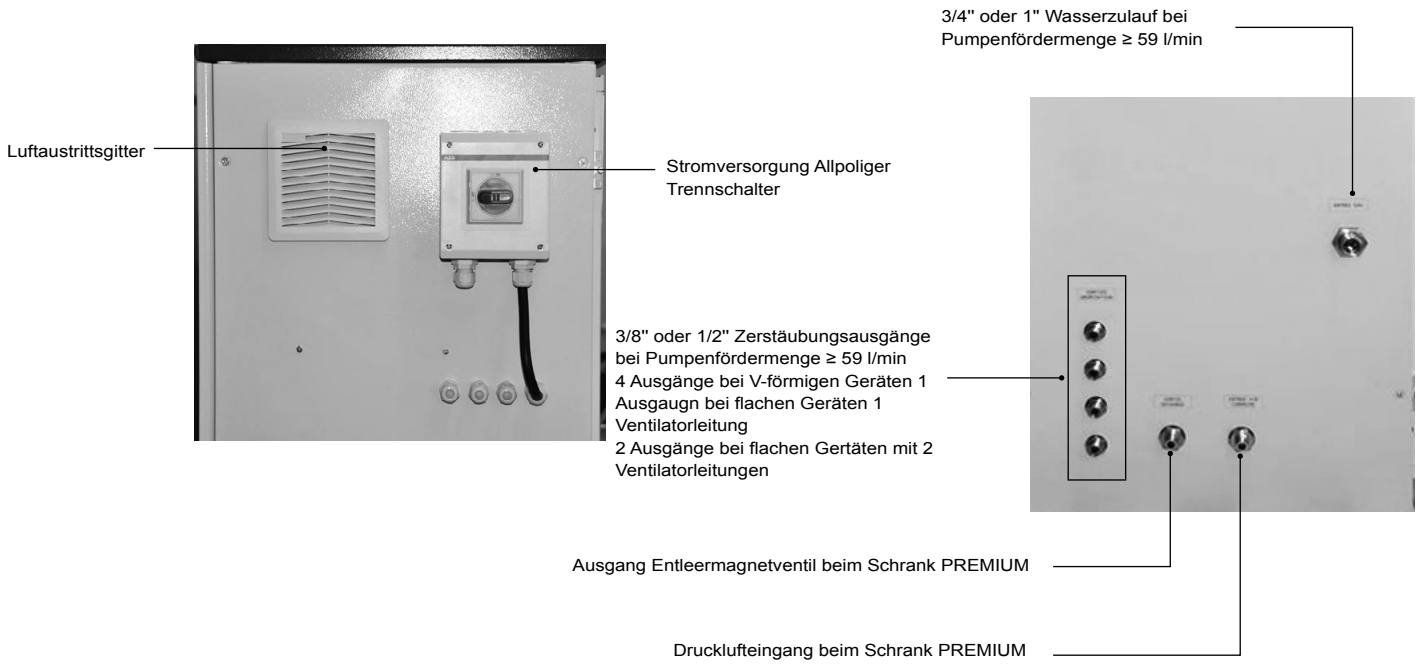 3/4" oder 1" Wasserzulauf bei
Pumpenfördermenge ≥ 59 l/min
Luftaustrittsgitter
Stromversorgung Allpoliger
Trennschalter
3/8" oder 1/2" Zerstäubungsausgänge
bei Pumpenfördermenge ≥ 59 l/min
4 Ausgänge bei V-förmigen Geräten 1
Ausgaugn bei flachen Geräten 1
Ventilatorleitung
2 Ausgänge bei flachen Gertäten mit 2
Ventilatorleitungen
Ausgang Entleermagnetventil beim Schrank PREMIUM
Drucklufteingang beim Schrank PREMIUM